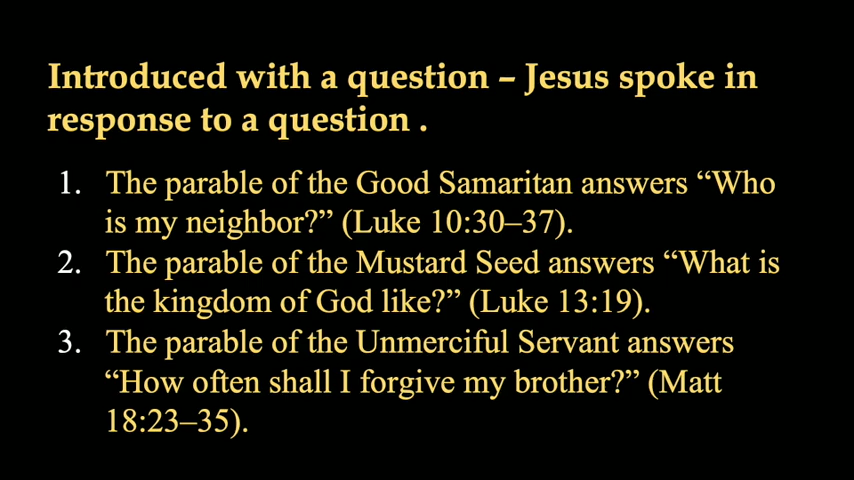 Introduced with a question – Jesus spoke in
response to a question .
1. The parable of the Good Samaritan answers “Who
is my neighbor?” (Luke 10:30–37).
2. The parable of the Mustard Seed answers “What is
the kingdom of God like?” (Luke 13:19).
3. The parable of the Unmerciful Servant answers
“How often shall I forgive my brother?” (Matt
18:23–35).